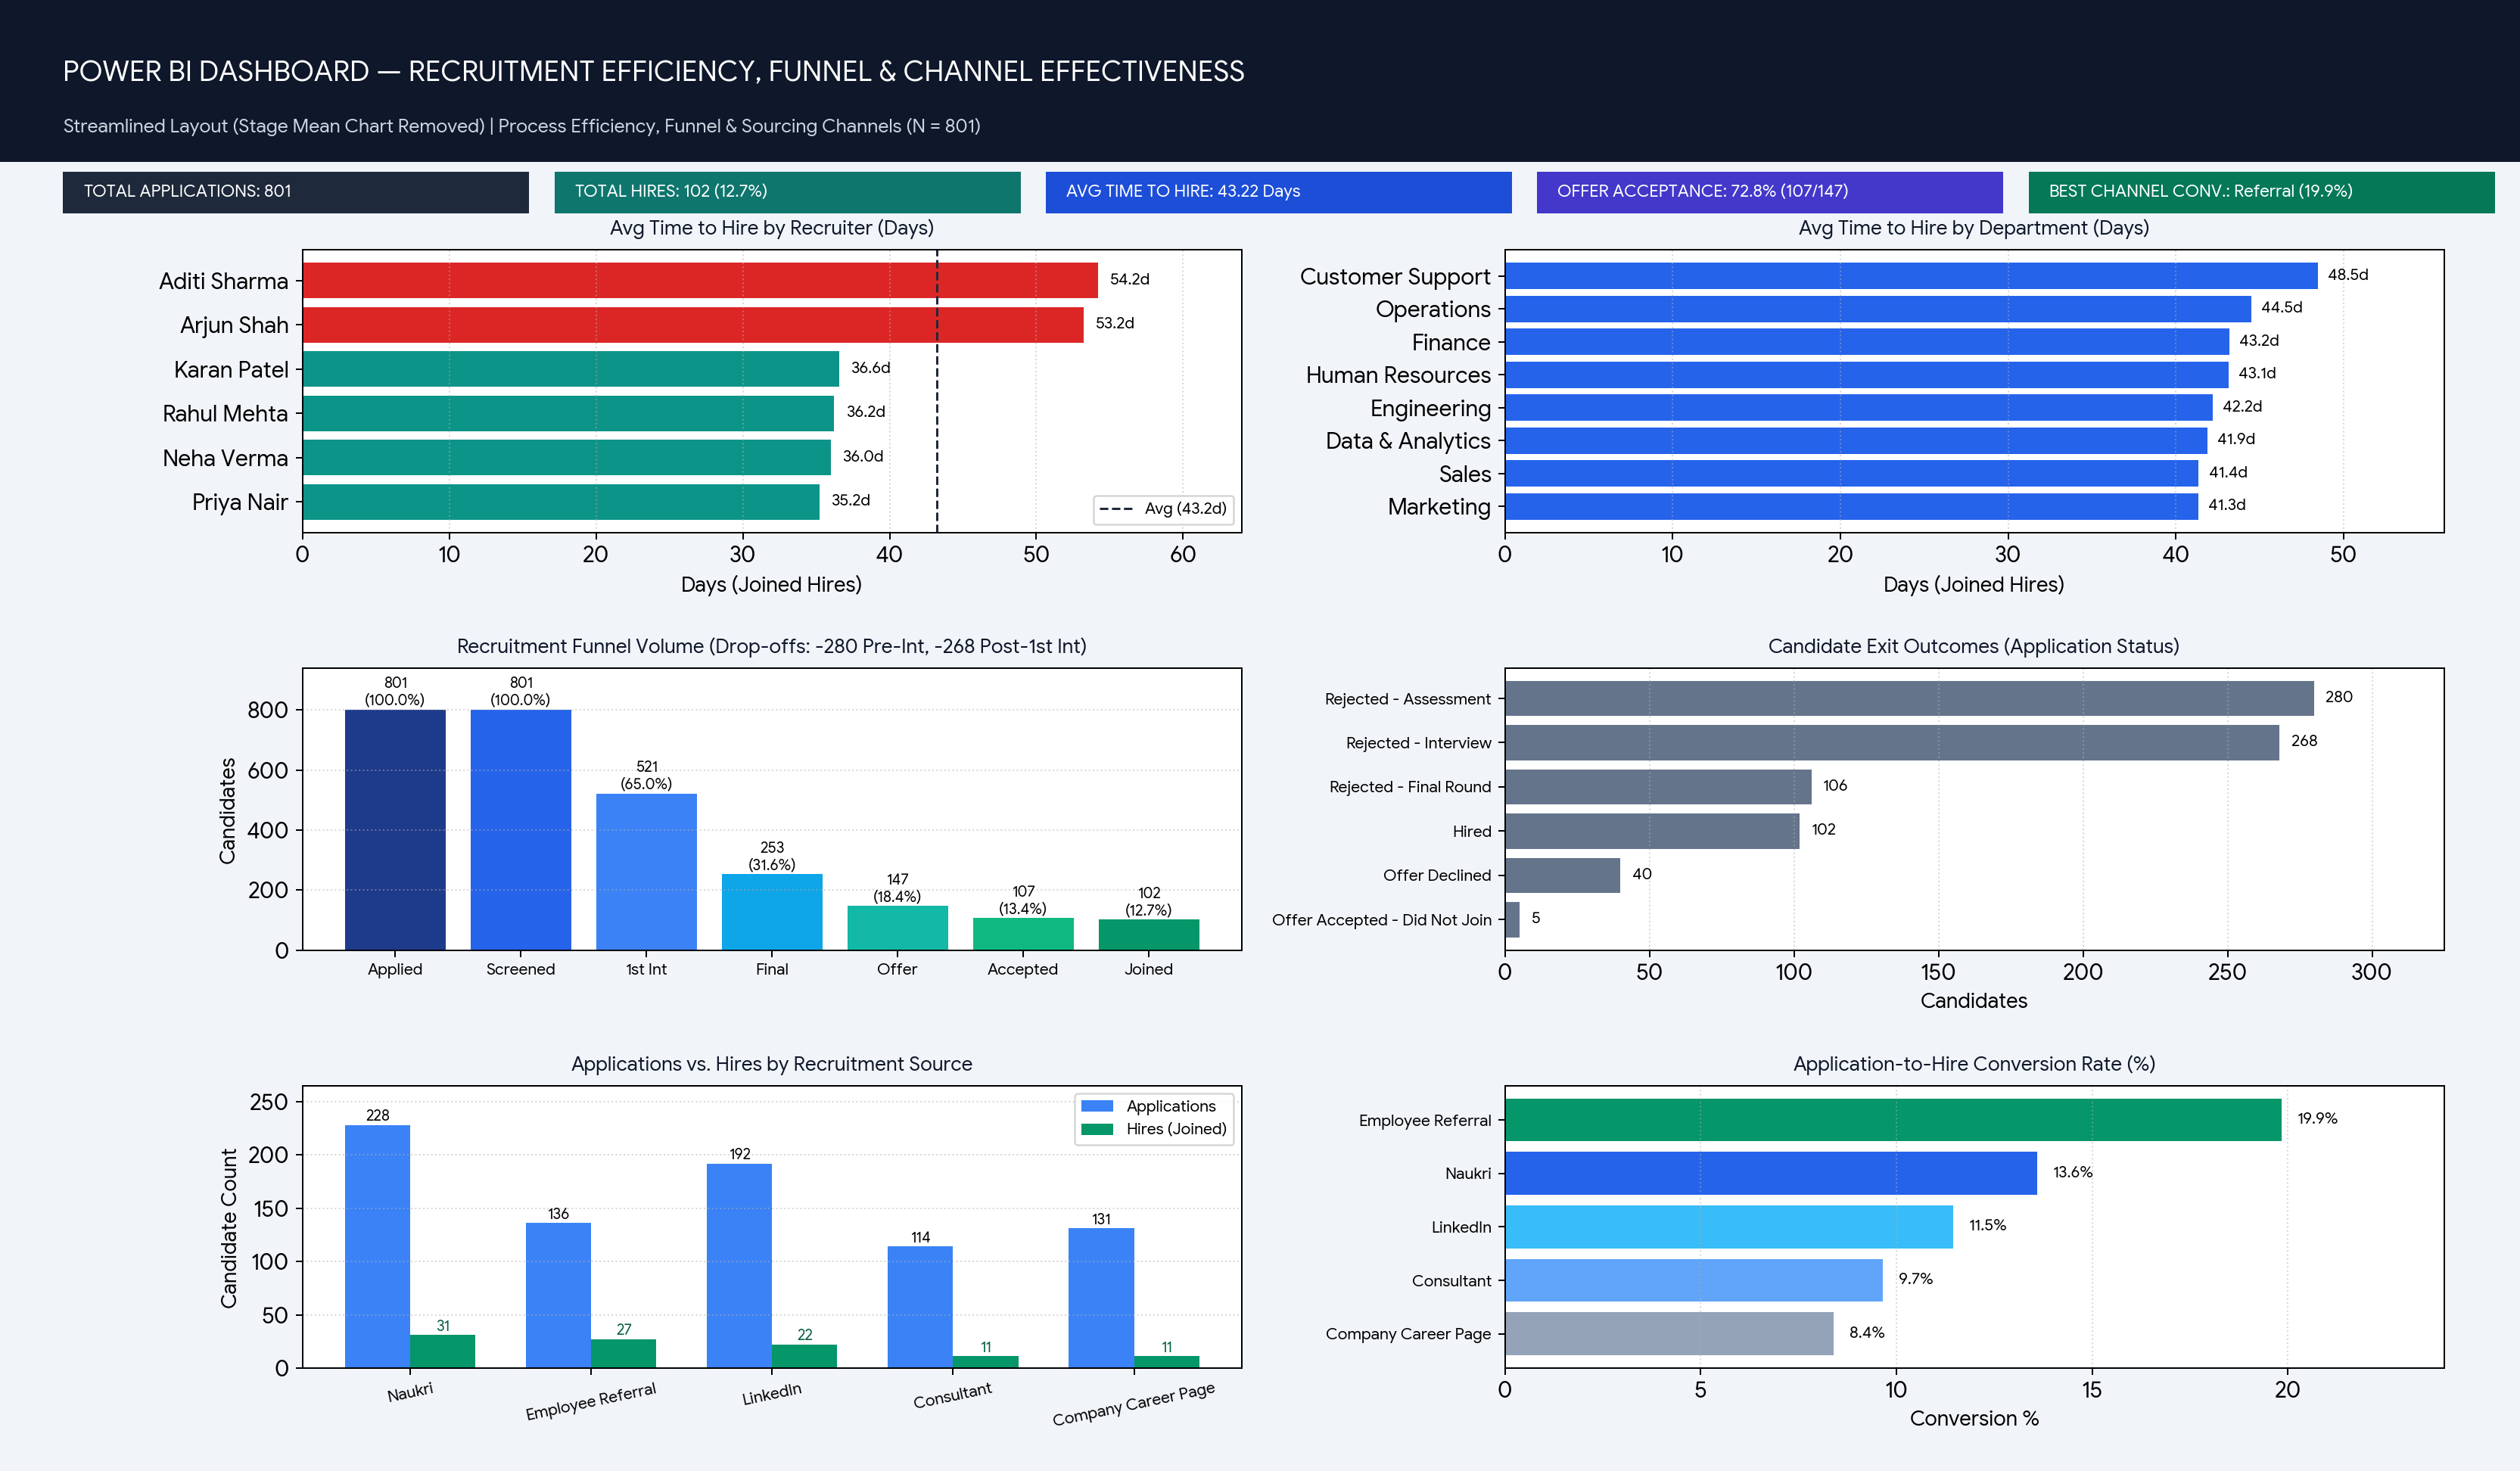 POWER BI DASHBOARD — RECRUITMENT EFFICIENCY, FUNNEL & CHANNEL EFFECTIVENESS
Streamlined Layout (Stage Mean Chart Removed) | Process Efficiency, Funnel & Sourcing Channels (N = 801)
TOTAL APPLICATIONS: 801
TOTAL HIRES: 102 (12.7%)
AVG TIME TO HIRE: 43.22 Days
OFFER ACCEPTANCE: 72.8% (107/147)
BEST CHANNEL CONV.: Referral (19.9%)
Avg Time to Hire by Recruiter (Days)
Aditi Sharma 54.2d
Arjun Shah 53.2d
Karan Patel 36.6d
Rahul Mehta 36.2d
Neha Verma 36.0d
Priya Nair 35.2d
Avg (43.2d)
0 10 20 30 40 50 60
Days (Joined Hires)
Avg Time to Hire by Department (Days)
Customer Support 48.5d
Operations 44.5d
Finance 43.2d
Human Resources 43.1d
Engineering 42.2d
Data & Analytics 41.9d
Sales 41.4d
Marketing 41.3d
0 10 20 30 40 50
Days (Joined Hires)
Recruitment Funnel Volume (Drop-offs: -280 Pre-Int, -268 Post-1st Int)
Candidates
800
600
400
200
0
801
(100.0%)
801
(100.0%)
521
(65.0%)
253
(31.6%)
147
(18.4%)
107
(13.4%)
102
(12.7%)
Applied Screened 1st Int Final Offer Accepted Joined
Candidate Exit Outcomes (Application Status)
Rejected - Assessment 280
Rejected - Interview 268
Rejected - Final Round 106
Hired 102
Offer Declined 40
Offer Accepted - Did Not Join 5
0 50 100 150 200 250 300
Candidates
Applications vs. Hires by Recruitment Source
Candidate Count
250
200
150
100
50
0
Applications
Hires (Joined)
228 31
136 27
192 22
114 11
131 11
Naukri Employee Referral LinkedIn Consultant Company Career Page
Application-to-Hire Conversion Rate (%)
Employee Referral 19.9%
Naukri 13.6%
LinkedIn 11.5%
Consultant 9.7%
Company Career Page 8.4%
0 5 10 15 20
Conversion %